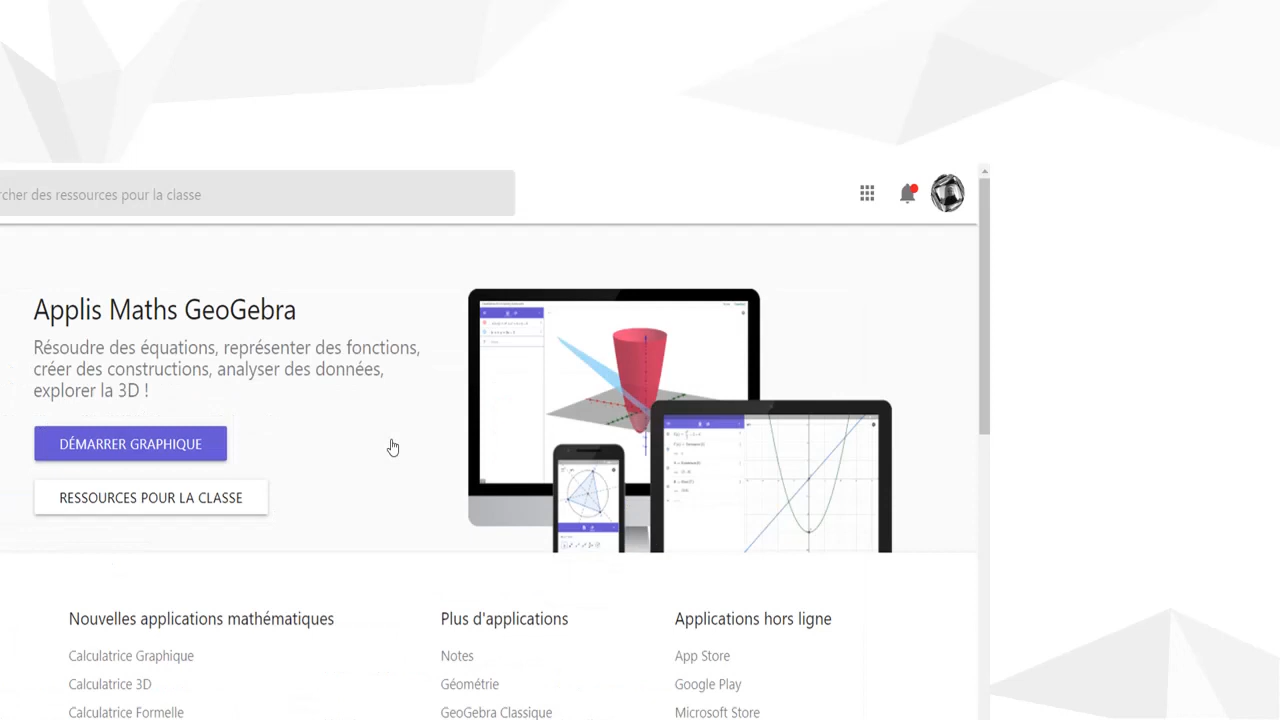 rcher des ressources pour la classe
Applis Maths GeoGebra
Résoudre des équations, représenter des fonctions,
créer des constructions, analyser des données,
explorer la 3D !
DÉMARRER GRAPHIQUE
RESSOURCES POUR LA CLASSE
Nouvelles applications mathématiques
Calculatrice Graphique
Calculatrice 3D
Calculatrice Formelle
Plus d'applications
Notes
Géométrie
GeoGebra Classique
Applications hors ligne
App Store
Google Play
Microsoft Store